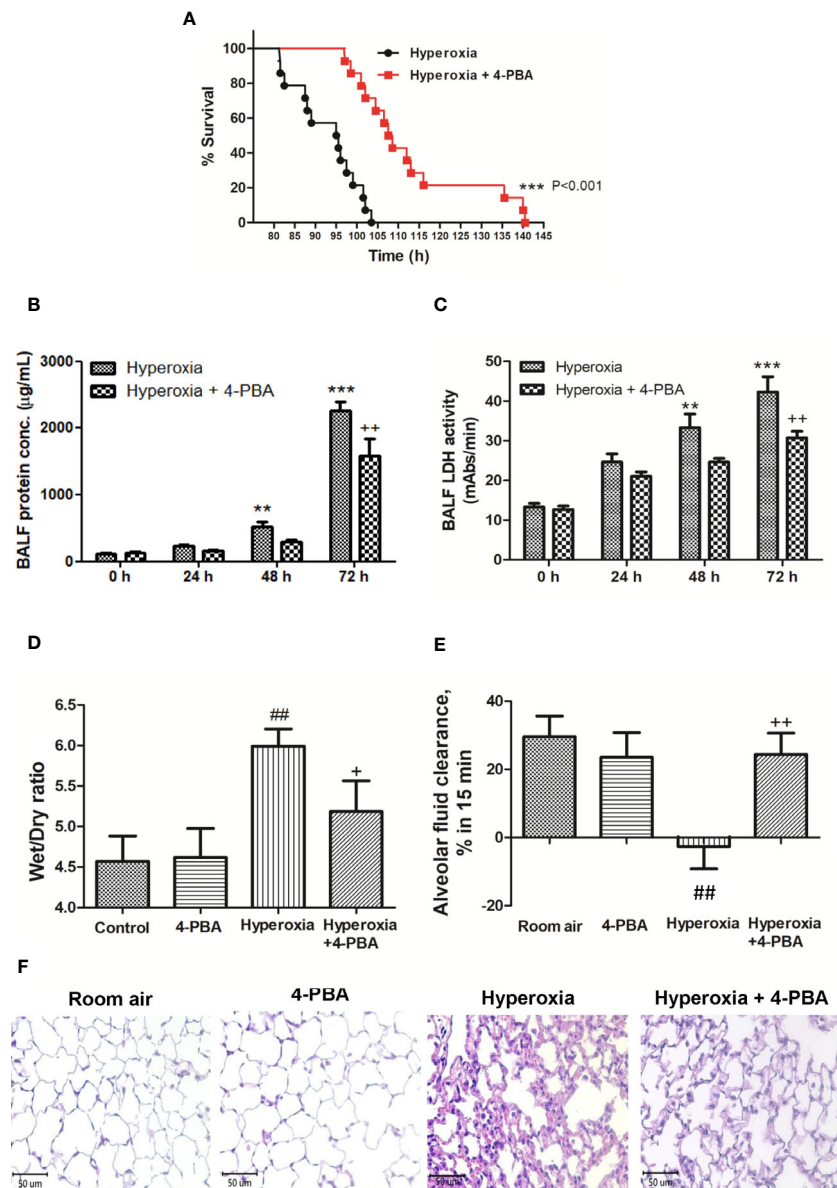 A
Hyperoxia
Hyperoxia + 4-PBA
100
80
60
40
20
0
% Survival
*** P<0.001
80 85 90 95 100 105 110 115 120 125 130 135 140 145
Time (h)
B
Hyperoxia
Hyperoxia + 4-PBA
3000
2000
1000
0
BALF protein conc. (µg/mL)
**
***
++
0 h 24 h 48 h 72 h
C
Hyperoxia
Hyperoxia + 4-PBA
50
40
30
20
10
0
BALF LDH activity
(mAbs/min)
**
***
++
0 h 24 h 48 h 72 h
D
6.5
6.0
5.5
5.0
4.5
4.0
Wet/Dry ratio
##
+
Control 4-PBA Hyperoxia Hyperoxia
+4-PBA
E
40
20
0
-20
Alveolar fluid clearance,
% in 15 min
++
##
Room air 4-PBA Hyperoxia Hyperoxia
+4-PBA
F
Room air
4-PBA
Hyperoxia
Hyperoxia + 4-PBA
50 um
50 um
50 um
50 um